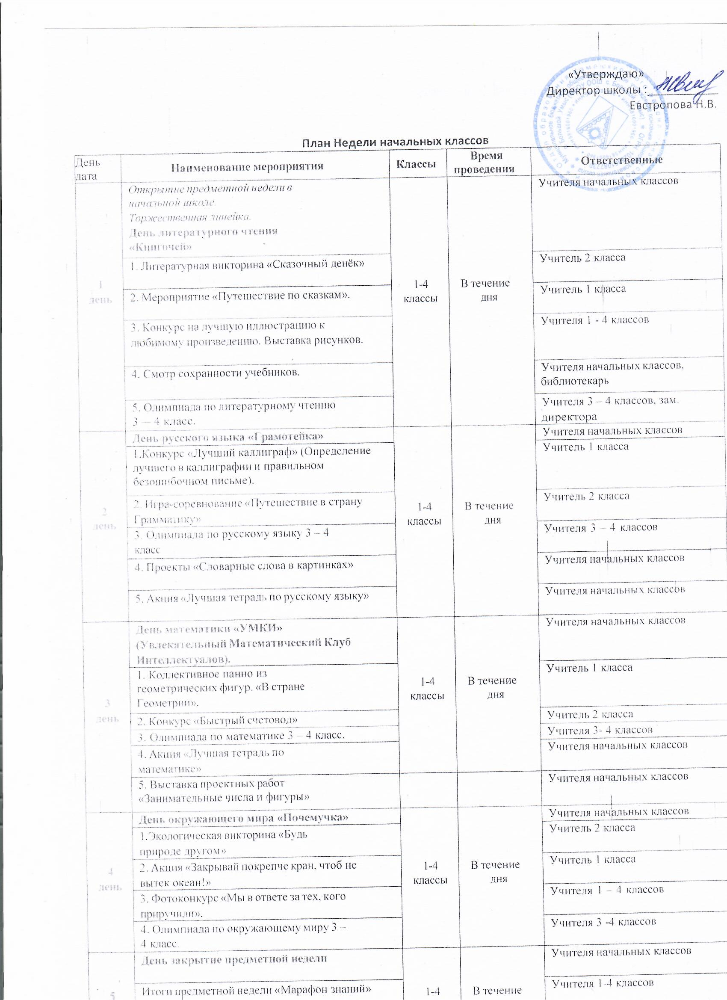 «Утверждаю»
Директор школы :
Евстропова Н.В.
План Недели начальных классов
День дата
Наименование мероприятия
Классы
Время проведения
Ответственные
1 день
Открытие предметной недели в
начальной школе.
Торжественная линейка.
День литературного чтения
«Книгочей»
1-4 классы
В течение дня
Учителя начальных классов
1. Литературная викторина «Сказочный денёк»
Учитель 2 класса
2. Мероприятие «Путешествие по сказкам».
Учитель 1 класса
3. Конкурс на лучшую иллюстрацию к
любимому произведению. Выставка рисунков.
Учителя 1 - 4 классов
4. Смотр сохранности учебников.
Учителя начальных классов,
библиотекарь
5. Олимпиада по литературному чтению
3 — 4 класс.
Учителя 3 – 4 классов, зам.
директора
2 день
День русского языка «Грамотейка»
1-4 классы
В течение дня
Учителя начальных классов
1.Конкурс «Лучший каллиграф» (Определение
лучшего в каллиграфии и правильном
безошибочном письме).
Учитель 1 класса
2. Игра-соревнование «Путешествие в страну
Грамматику»
Учитель 2 класса
3. Олимпиада по русскому языку 3 – 4
класс
Учителя 3 – 4 классов
4. Проекты «Словарные слова в картинках»
Учителя начальных классов
5. Акция «Лучшая тетрадь по русскому языку»
Учителя начальных классов
3 день
День математики «УМКИ»
(Увлекательный Математический Клуб
Интеллектуалов).
1-4 классы
В течение дня
Учителя начальных классов
1. Коллективное панно из
геометрических фигур. «В стране
Геометрии».
Учитель 1 класса
2. Конкурс «Быстрый счетовод»
Учитель 2 класса
3. Олимпиада по математике 3 – 4 класс.
Учителя 3- 4 классов
4. Акция «Лучшая тетрадь по
математике»
Учителя начальных классов
5. Выставка проектных работ
«Занимательные числа и фигуры»
Учителя начальных классов
4 день
День окружающего мира «Почемучка»
1-4 классы
В течение дня
Учителя начальных классов
1.Экологическая викторина «Будь
природе другом»
Учитель 2 класса
2. Акция «Закрывай покрепче кран, чтоб не
вытек океан!»
Учитель 1 класса
3. Фотоконкурс «Мы в ответе за тех, кого
приручили».
Учителя 1 – 4 классов
4. Олимпиада по окружающему миру 3 –
4 класс.
Учителя 3 -4 классов
5
День закрытие предметной недели
Учителя начальных классов
Итоги предметной недели «Марафон знаний»
1-4
В течение
Учителя 1-4 классов